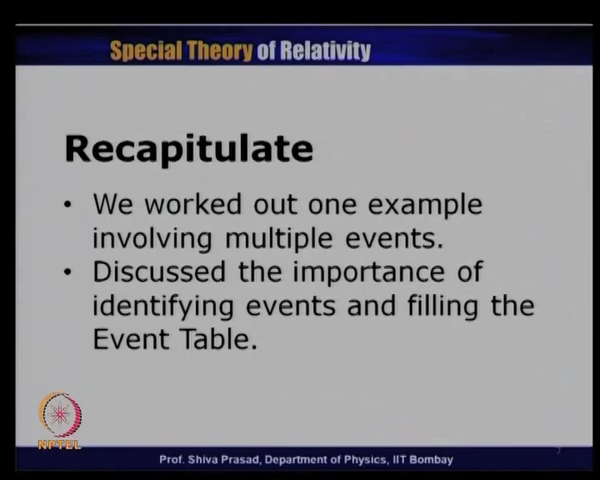 Special Theory of Relativity
Recapitulate
• We worked out one example
involving multiple events.
• Discussed the importance of
identifying events and filling the
Event Table.
NPTEL
Prof. Shiva Prasad, Department of Physics, IIT Bombay
7